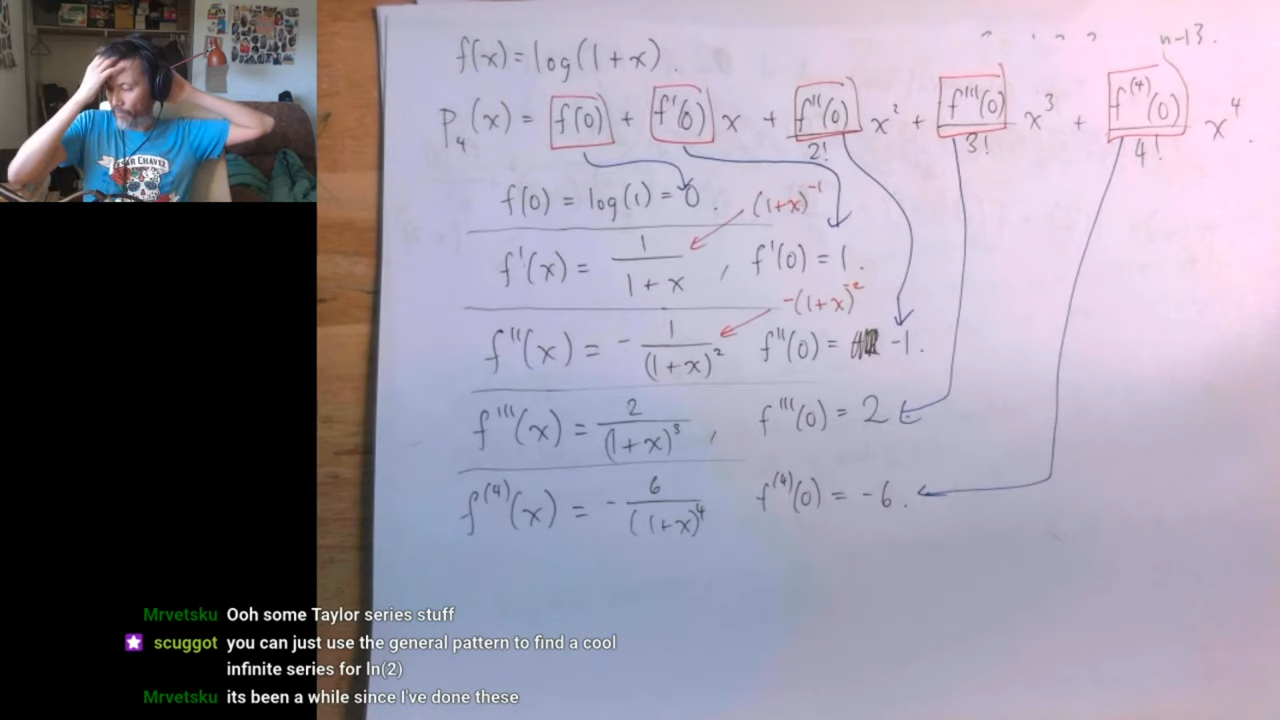 n-13.
f(x) = log(1+x).
P₄(x) = f(0) + f'(0) x + f''(0)/2! x² + f'''(0)/3! x³ + f⁽⁴⁾(0)/4! x⁴.
f(0) = log(1) = 0.
(1+x)⁻¹
f'(x) = 1/(1+x), f'(0) = 1.
-(1+x)⁻²
f''(x) = - 1/(1+x)² f''(0) = -1.
f'''(x) = 2/(1+x)³, f'''(0) = 2
f⁽⁴⁾(x) = - 6/(1+x)⁴ f⁽⁴⁾(0) = -6.
Mrvetsku Ooh some Taylor series stuff
scuggot you can just use the general pattern to find a cool
infinite series for ln(2)
Mrvetsku its been a while since I've done these